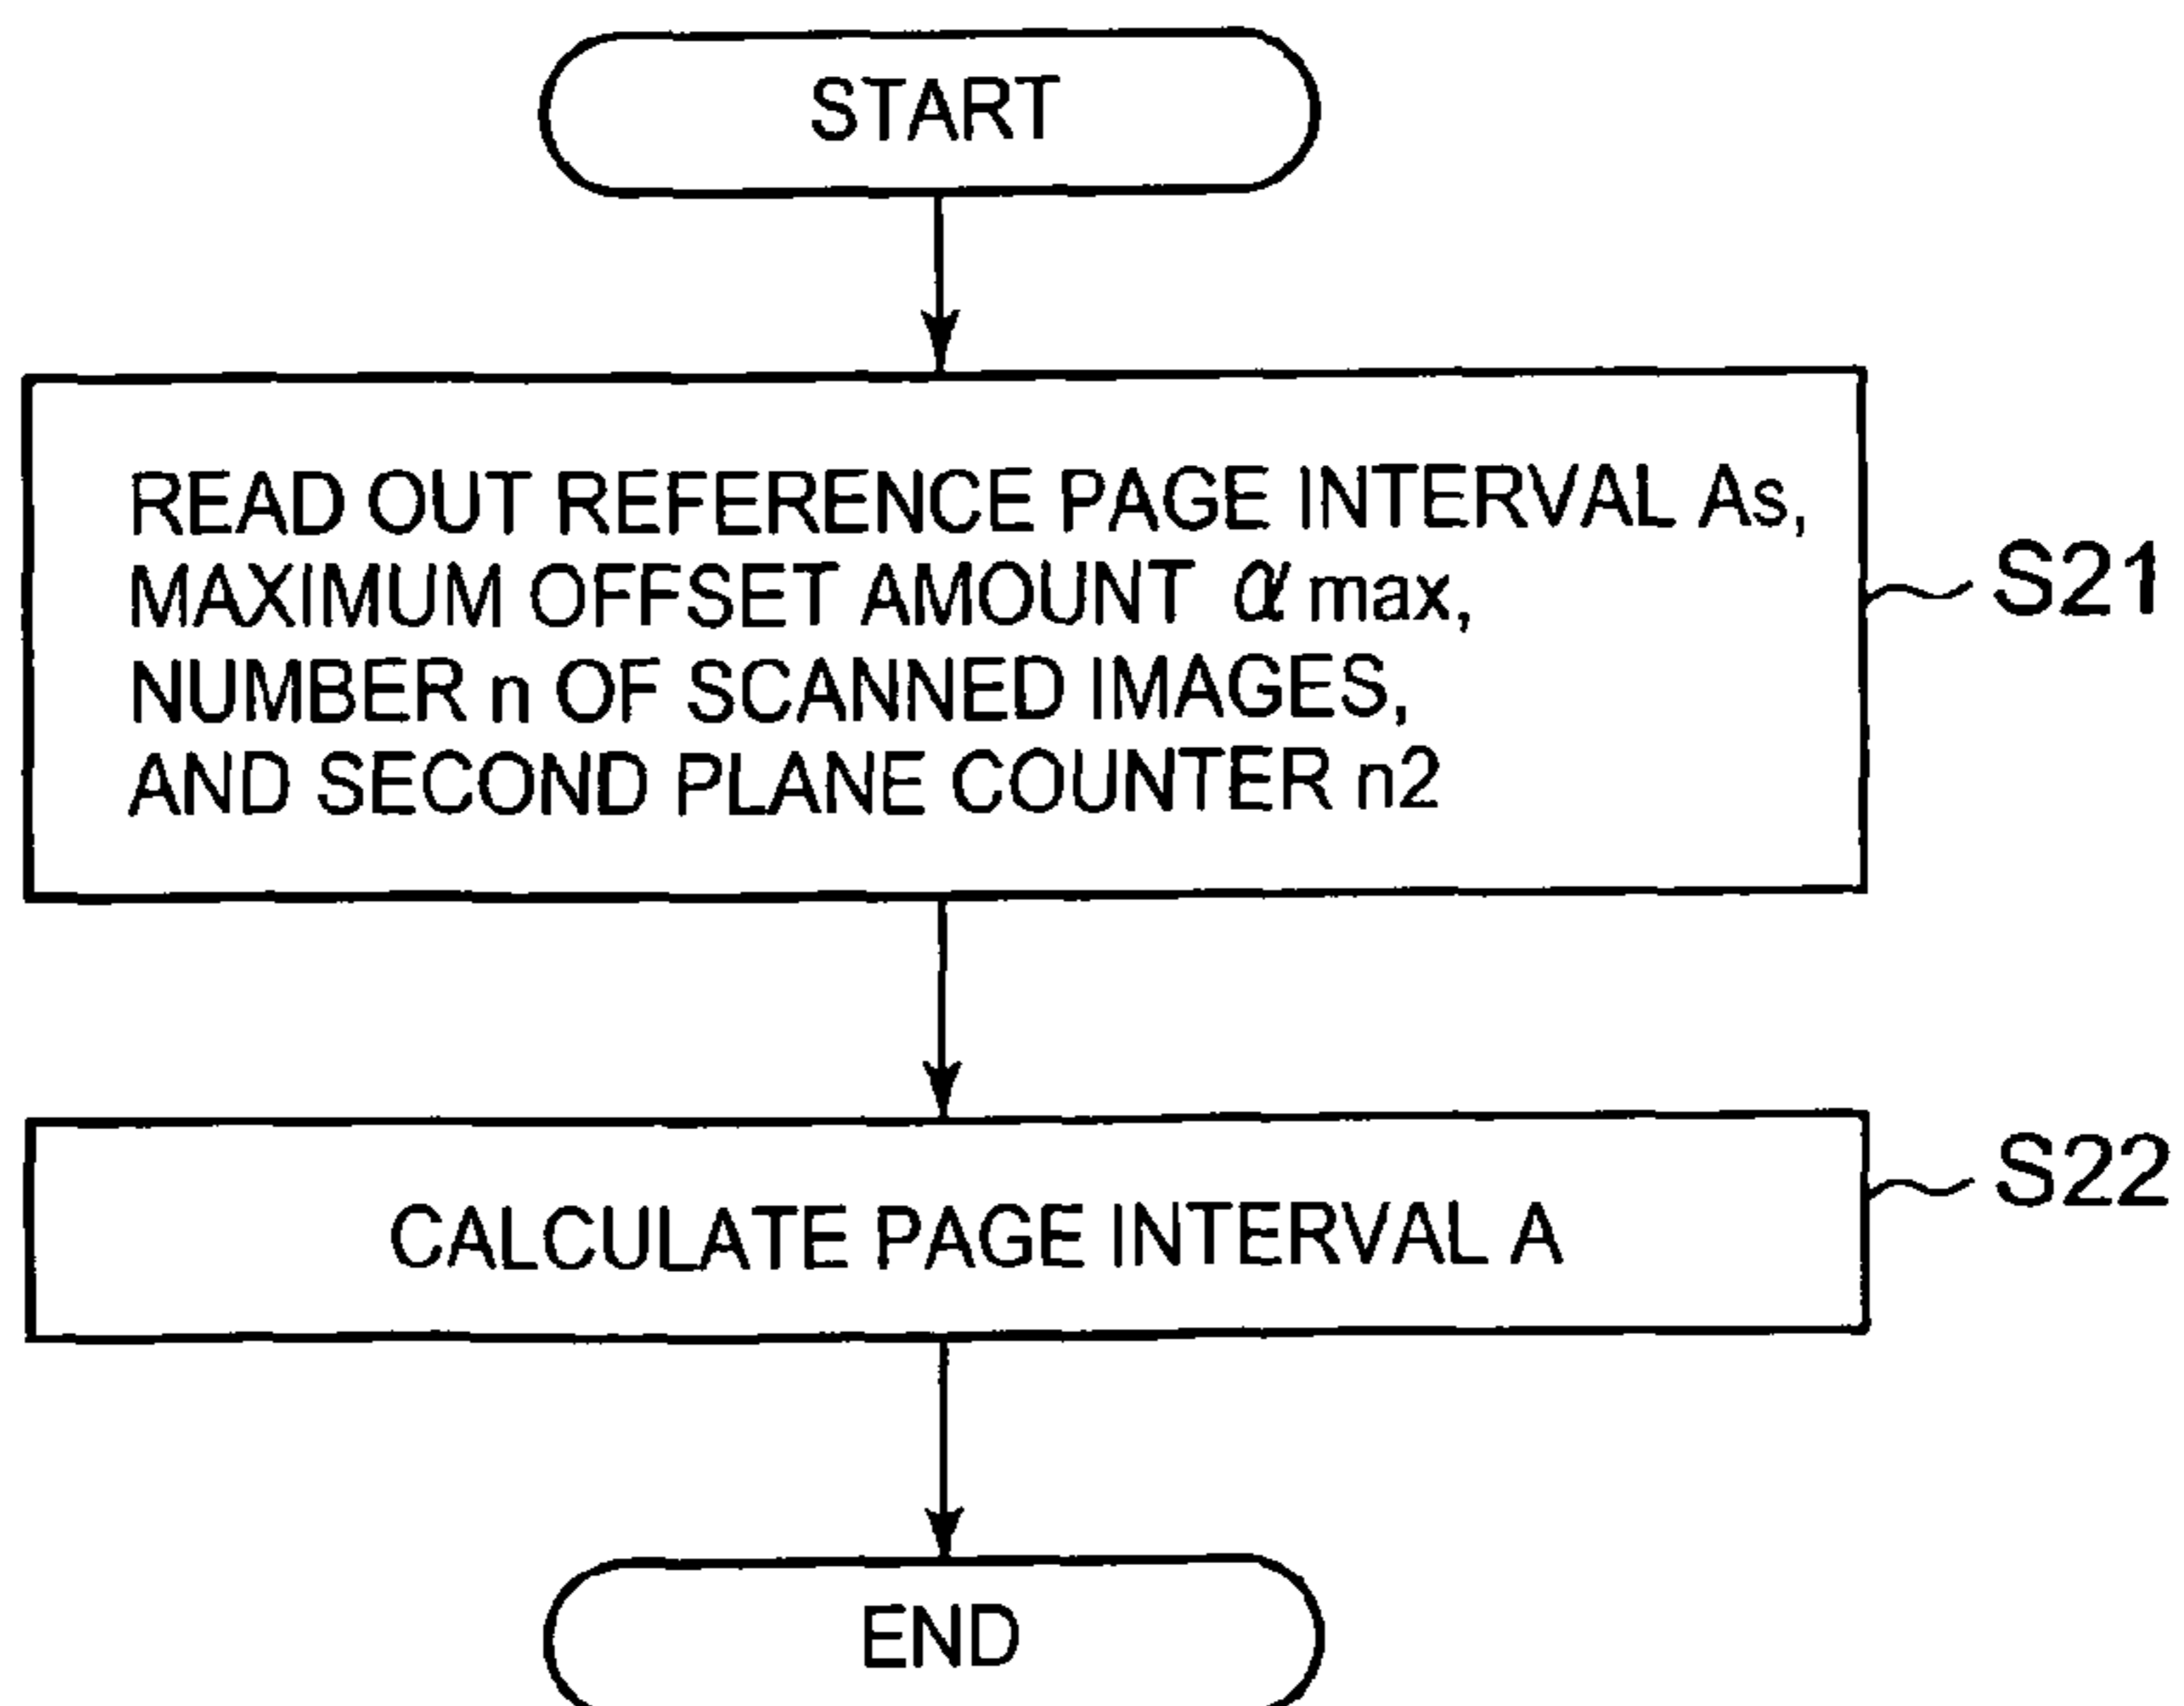 START
READ OUT REFERENCE PAGE INTERVAL As,
MAXIMUM OFFSET AMOUNT α max,
NUMBER n OF SCANNED IMAGES,
AND SECOND PLANE COUNTER n2
S21
CALCULATE PAGE INTERVAL A
S22
END